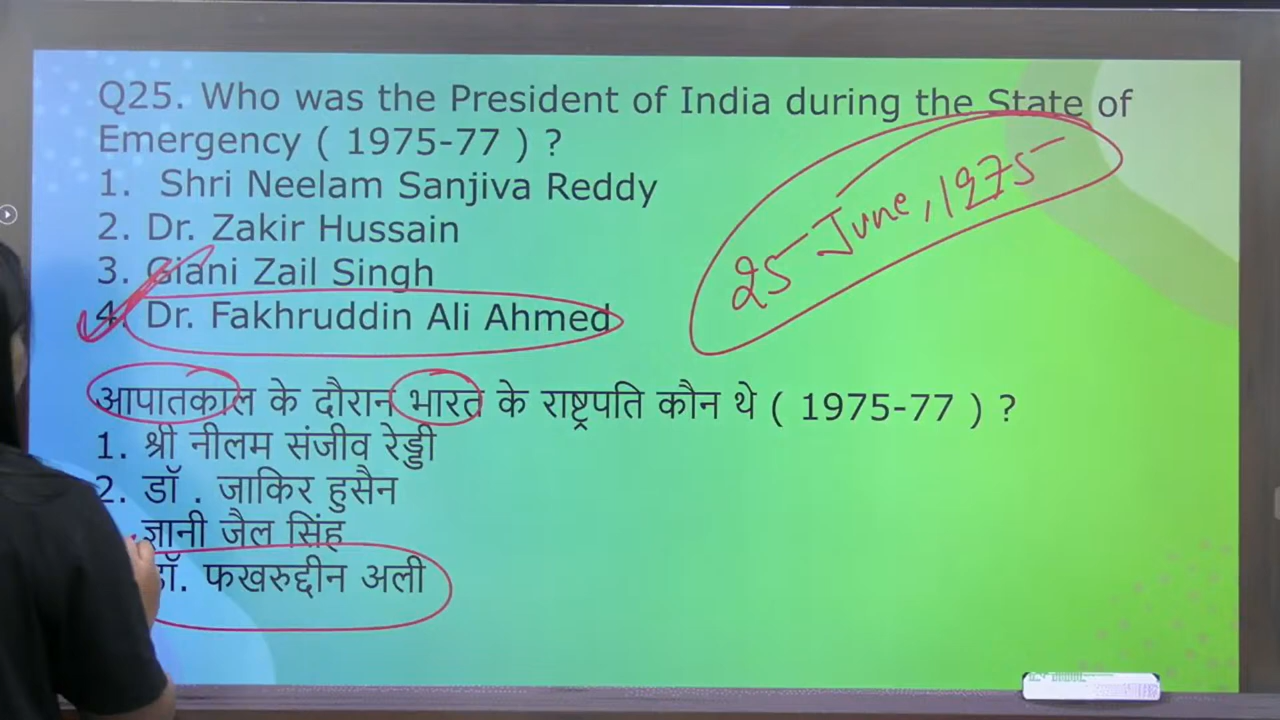 Q25. Who was the President of India during the State of
Emergency ( 1975-77 ) ?
1. Shri Neelam Sanjiva Reddy
2. Dr. Zakir Hussain
3. Giani Zail Singh
4. Dr. Fakhruddin Ali Ahmed
25 June, 1975
आपातकाल के दौरान भारत के राष्ट्रपति कौन थे ( 1975-77 ) ?
1. श्री नीलम संजीव रेड्डी
2. डॉ . जाकिर हुसैन
ज्ञानी जैल सिंह
डॉ. फखरुद्दीन अली